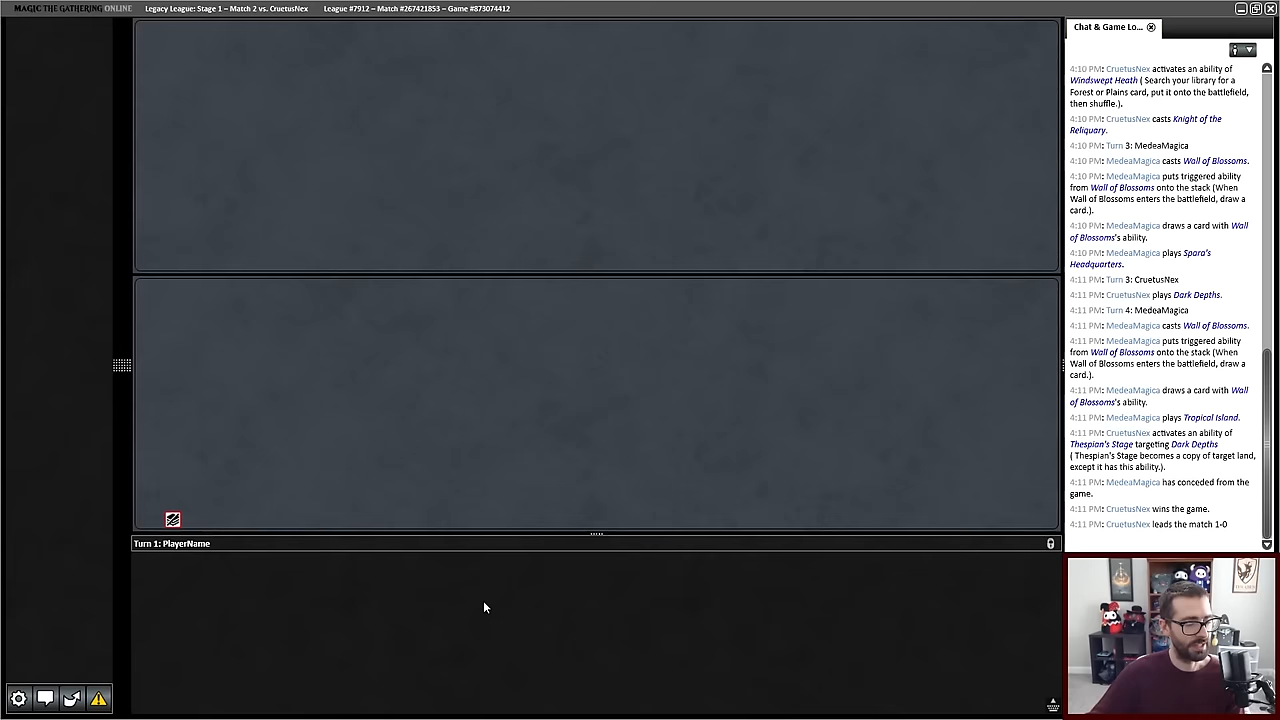 MAGIC THE GATHERING ONLINE Legacy League: Stage 1 – Match 2 vs. CruetusNex League #7912 – Match #267421853 – Game #873074412
Chat & Game Lo...
4:10 PM: CruetusNex activates an ability of
Windswept Heath ( Search your library for a
Forest or Plains card, put it onto the battlefield,
then shuffle.).
4:10 PM: CruetusNex casts Knight of the
Reliquary.
4:10 PM: Turn 3: MedeaMagica
4:10 PM: MedeaMagica casts Wall of Blossoms.
4:10 PM: MedeaMagica puts triggered ability
from Wall of Blossoms onto the stack (When
Wall of Blossoms enters the battlefield, draw a
card.).
4:10 PM: MedeaMagica draws a card with Wall
of Blossoms's ability.
4:10 PM: MedeaMagica plays Spara's
Headquarters.
4:11 PM: Turn 3: CruetusNex
4:11 PM: CruetusNex plays Dark Depths.
4:11 PM: Turn 4: MedeaMagica
4:11 PM: MedeaMagica casts Wall of Blossoms.
4:11 PM: MedeaMagica puts triggered ability
from Wall of Blossoms onto the stack (When
Wall of Blossoms enters the battlefield, draw a
card.).
4:11 PM: MedeaMagica draws a card with Wall
of Blossoms's ability.
4:11 PM: MedeaMagica plays Tropical Island.
4:11 PM: CruetusNex activates an ability of
Thespian's Stage targeting Dark Depths
( Thespian's Stage becomes a copy of target land,
except it has this ability.).
4:11 PM: MedeaMagica has conceded from the
game.
4:11 PM: CruetusNex wins the game.
4:11 PM: CruetusNex leads the match 1-0
Turn 1: PlayerName